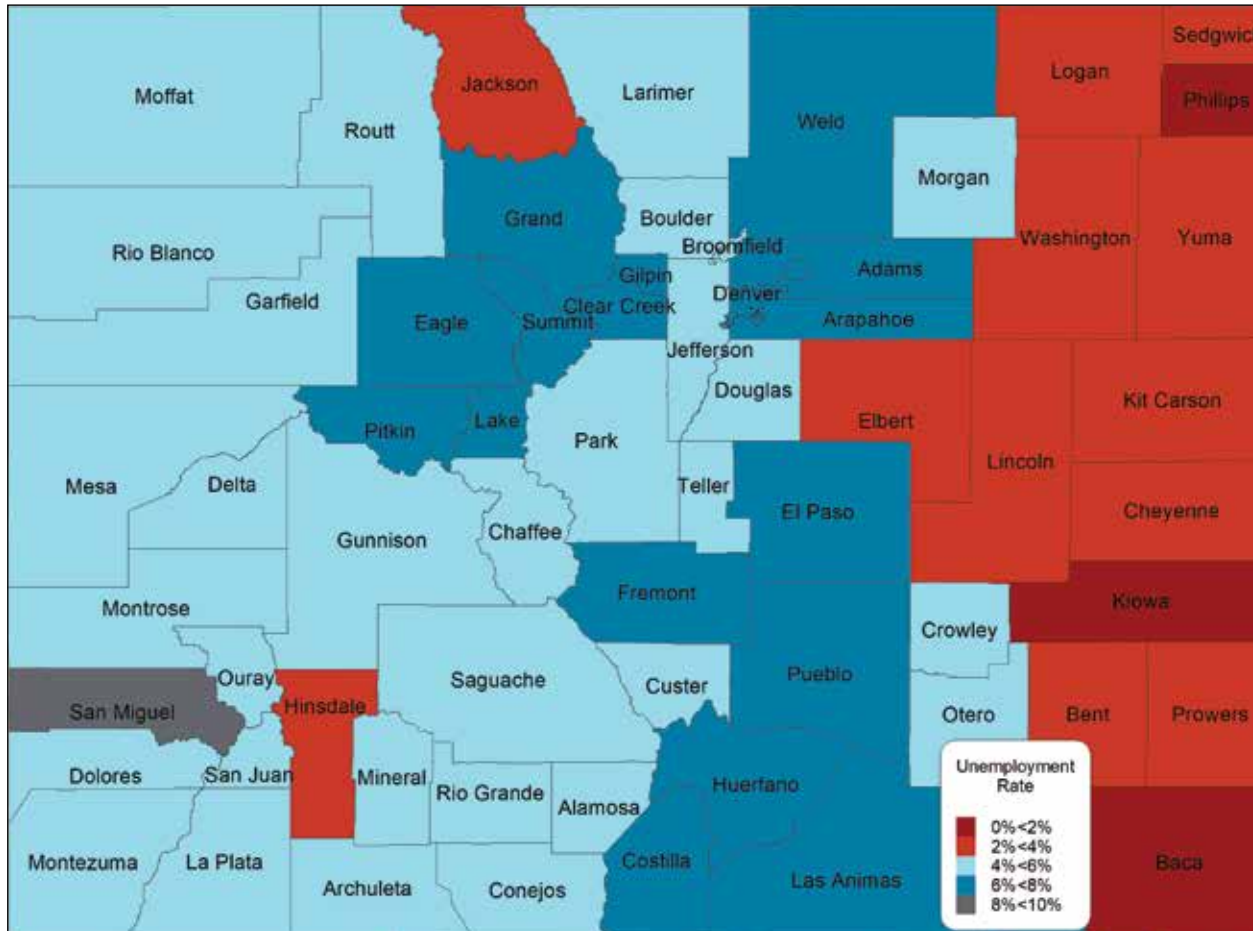 Sedgwic
Jackson
Logan
Larimer
Moffat
Phillips
Weld
Routt
Morgan
Grand
Boulder
Washington
Yuma
Broomfield
Rio Blanco
Gilpin
Adams
Garfield
Denver
Clear Creek
Eagle
Summit
Arapahoe
Jefferson
Douglas
Kit Carson
Lake
Elbert
Pitkin
Park
Lincoln
Mesa
Delta
Teller
El Paso
Cheyenne
Chaffee
Gunnison
Fremont
Kiowa
Montrose
Crowley
Ouray
Saguache
Pueblo
Custer
Hinsdale
San Miguel
Otero
Bent
Prowers
Dolores
San Juan
Mineral
Rio Grande
Huerfano
Alamosa
Montezuma
La Plata
Costilla
Archuleta
Conejos
Las Animas
Baca
Unemployment
Rate
0%<2%
2%<4%
4%<6%
6%<8%
8%<10%